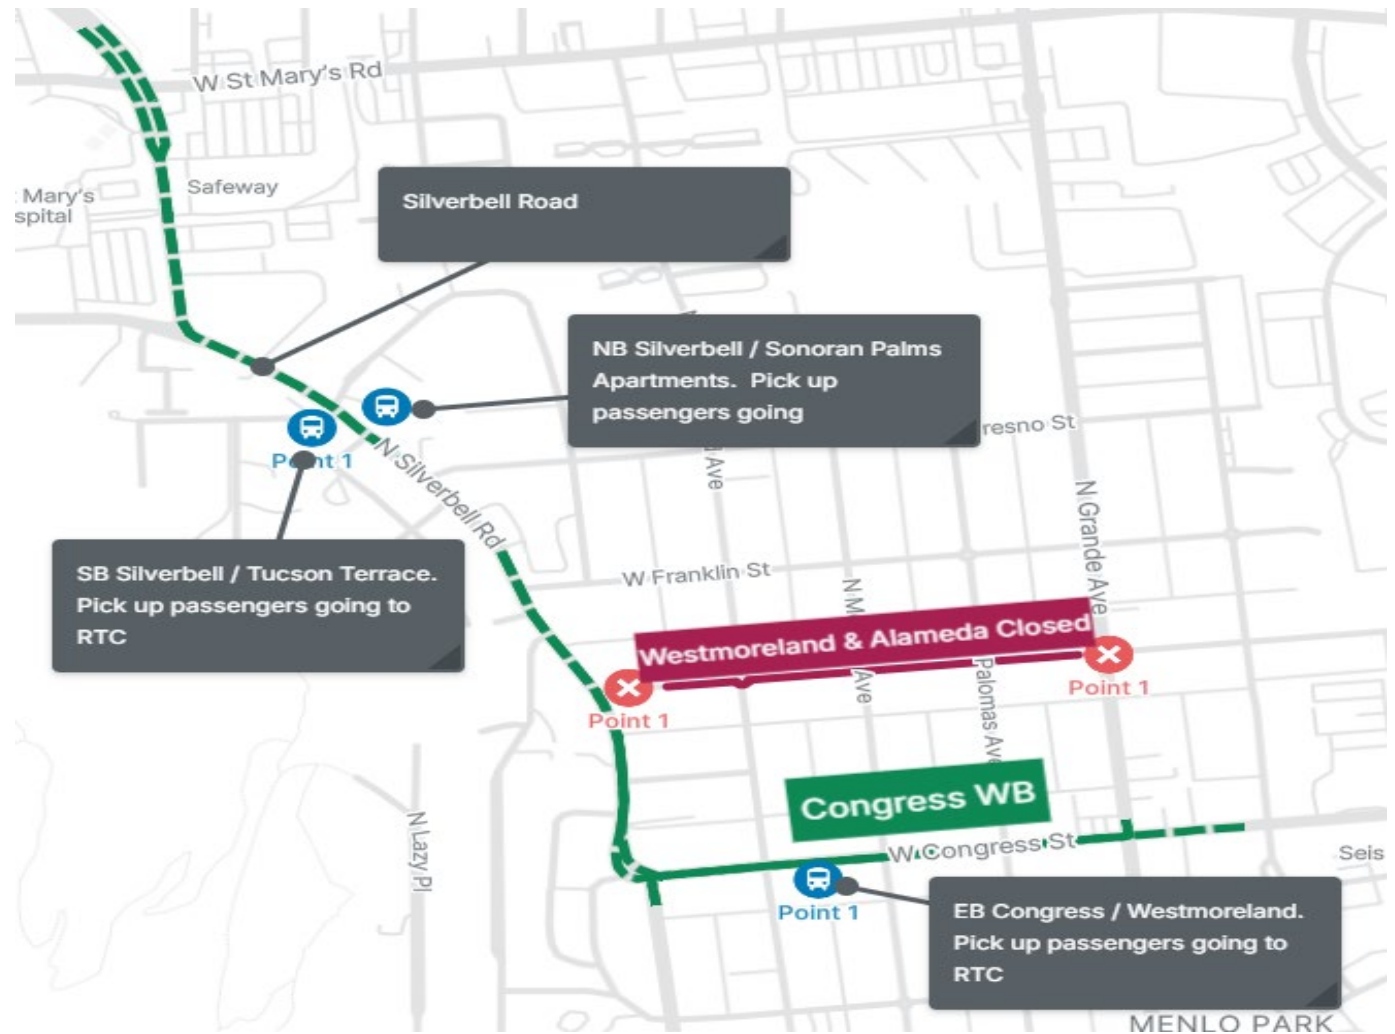 W St Mary's Rd
Safeway
Mary's
spital
Silverbell Road
NB Silverbell / Sonoran Palms
Apartments. Pick up
passengers going
resno St
Point 1
N Silverbell Rd
Ave
N Grande Ave
SB Silverbell / Tucson Terrace.
Pick up passengers going to
RTC
W Franklin St
N M
Ave
Westmoreland & Alameda Closed
Point 1
Point 1
Palomas Ave
Congress WB
N Lazy Pl
W Congress St
Seis
Point 1
EB Congress / Westmoreland.
Pick up passengers going to
RTC
MENLO PARK